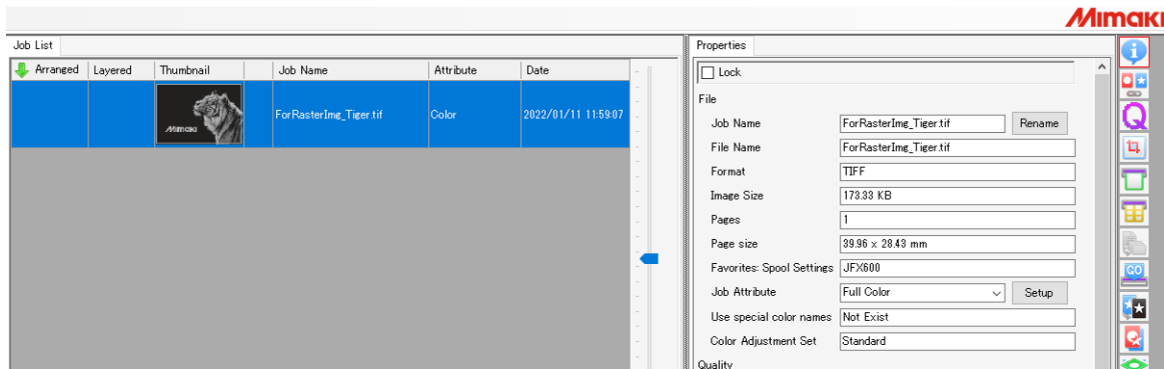 Mimaki
Job List
Properties
Arranged Layered Thumbnail Job Name Attribute Date
Mimaki ForRasterImg_Tiger.tif Color 2022/01/11 11:59:07
Lock
File
Job Name ForRasterImg_Tiger.tif Rename
File Name ForRasterImg_Tiger.tif
Format TIFF
Image Size 173.33 KB
Pages 1
Page size 39.96 x 28.43 mm
Favorites: Spool Settings JFX600
Job Attribute Full Color Setup
Use special color names Not Exist
Color Adjustment Set Standard
Quality
Q
GO